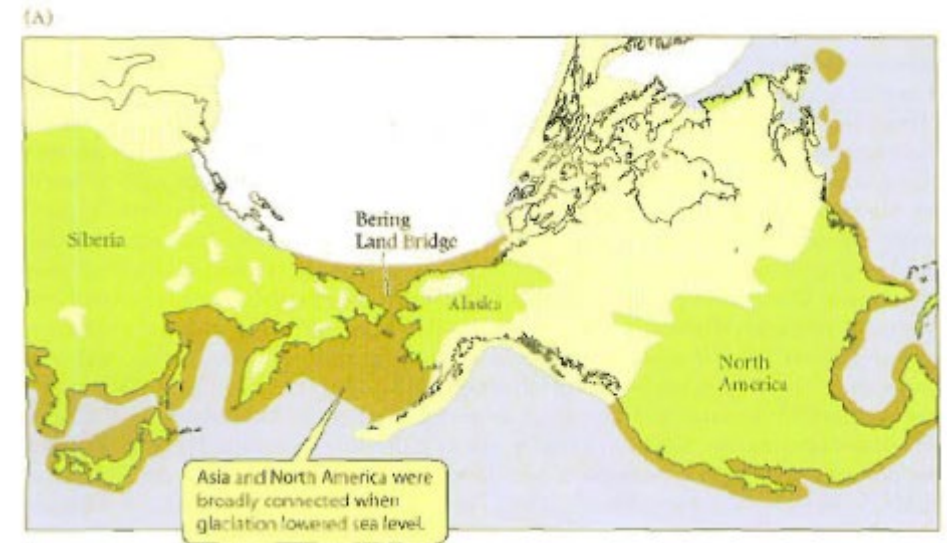 (A)
Bering
Land Bridge
Siberia
Alaska
North
America
Asia and North America were
broadly connected when
glaciation lowered sea level.